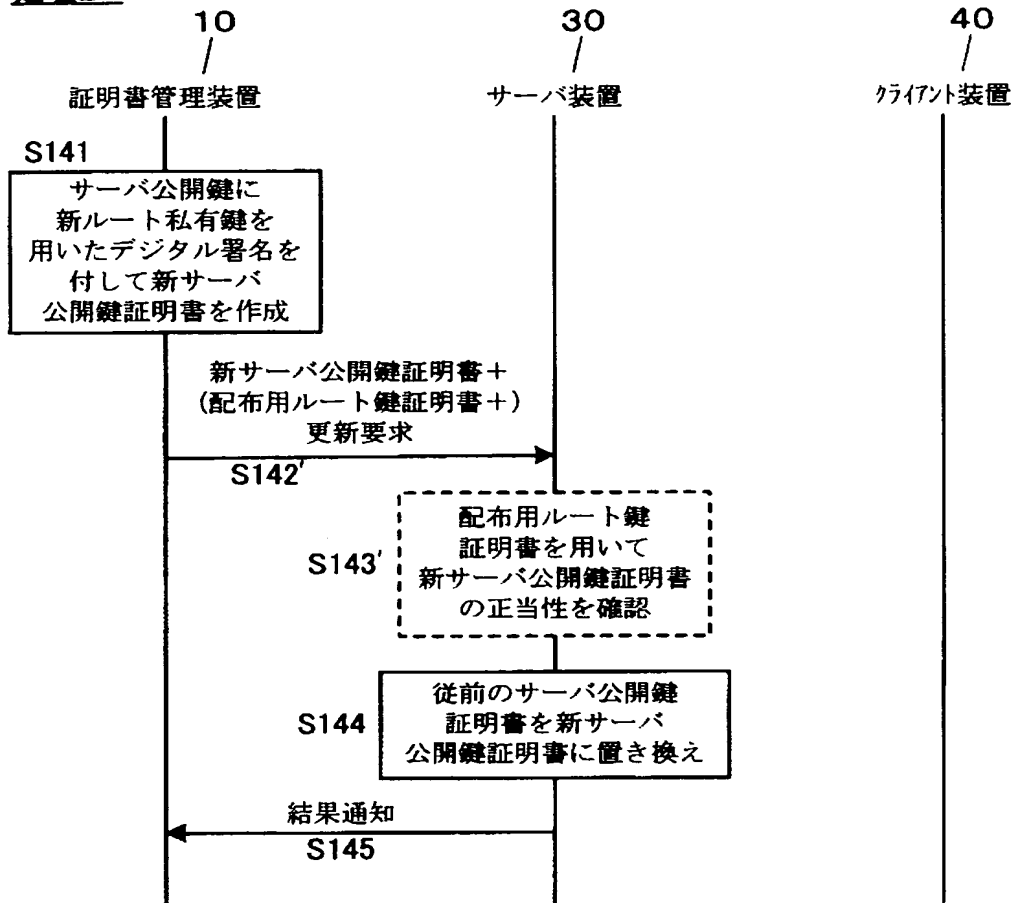 10
30
40
証明書管理装置
サーバ装置
クライアント装置
S141
サーバ公開鍵に
新ルート私有鍵を
用いたデジタル署名を
付して新サーバ
公開鍵証明書を作成
新サーバ公開鍵証明書+
(配布用ルート鍵証明書+)
更新要求
S142'
配布用ルート鍵
証明書を用いて
新サーバ公開鍵証明書
の正当性を確認
S143'
従前のサーバ公開鍵
証明書を新サーバ
公開鍵証明書に置き換え
S144
結果通知
S145